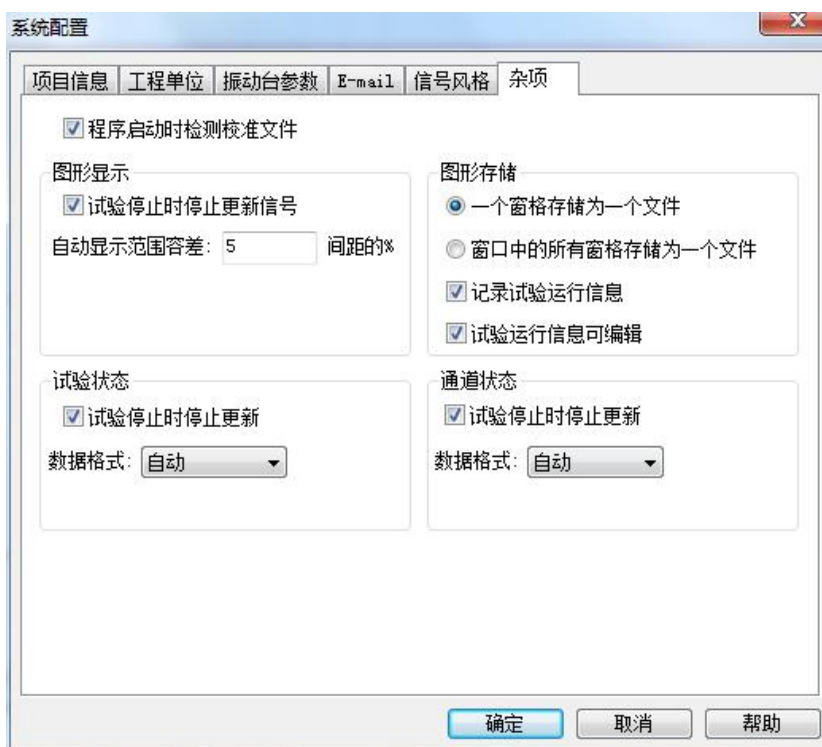 系统配置
项目信息 工程单位 振动台参数 E-mail 信号风格 杂项
程序启动时检测校准文件
图形显示
试验停止时停止更新信号
自动显示范围容差: 5 间距的%
图形存储
一个窗格存储为一个文件
窗口中的所有窗格存储为一个文件
记录试验运行信息
试验运行信息可编辑
试验状态
试验停止时停止更新
数据格式: 自动
通道状态
试验停止时停止更新
数据格式: 自动
确定 取消 帮助